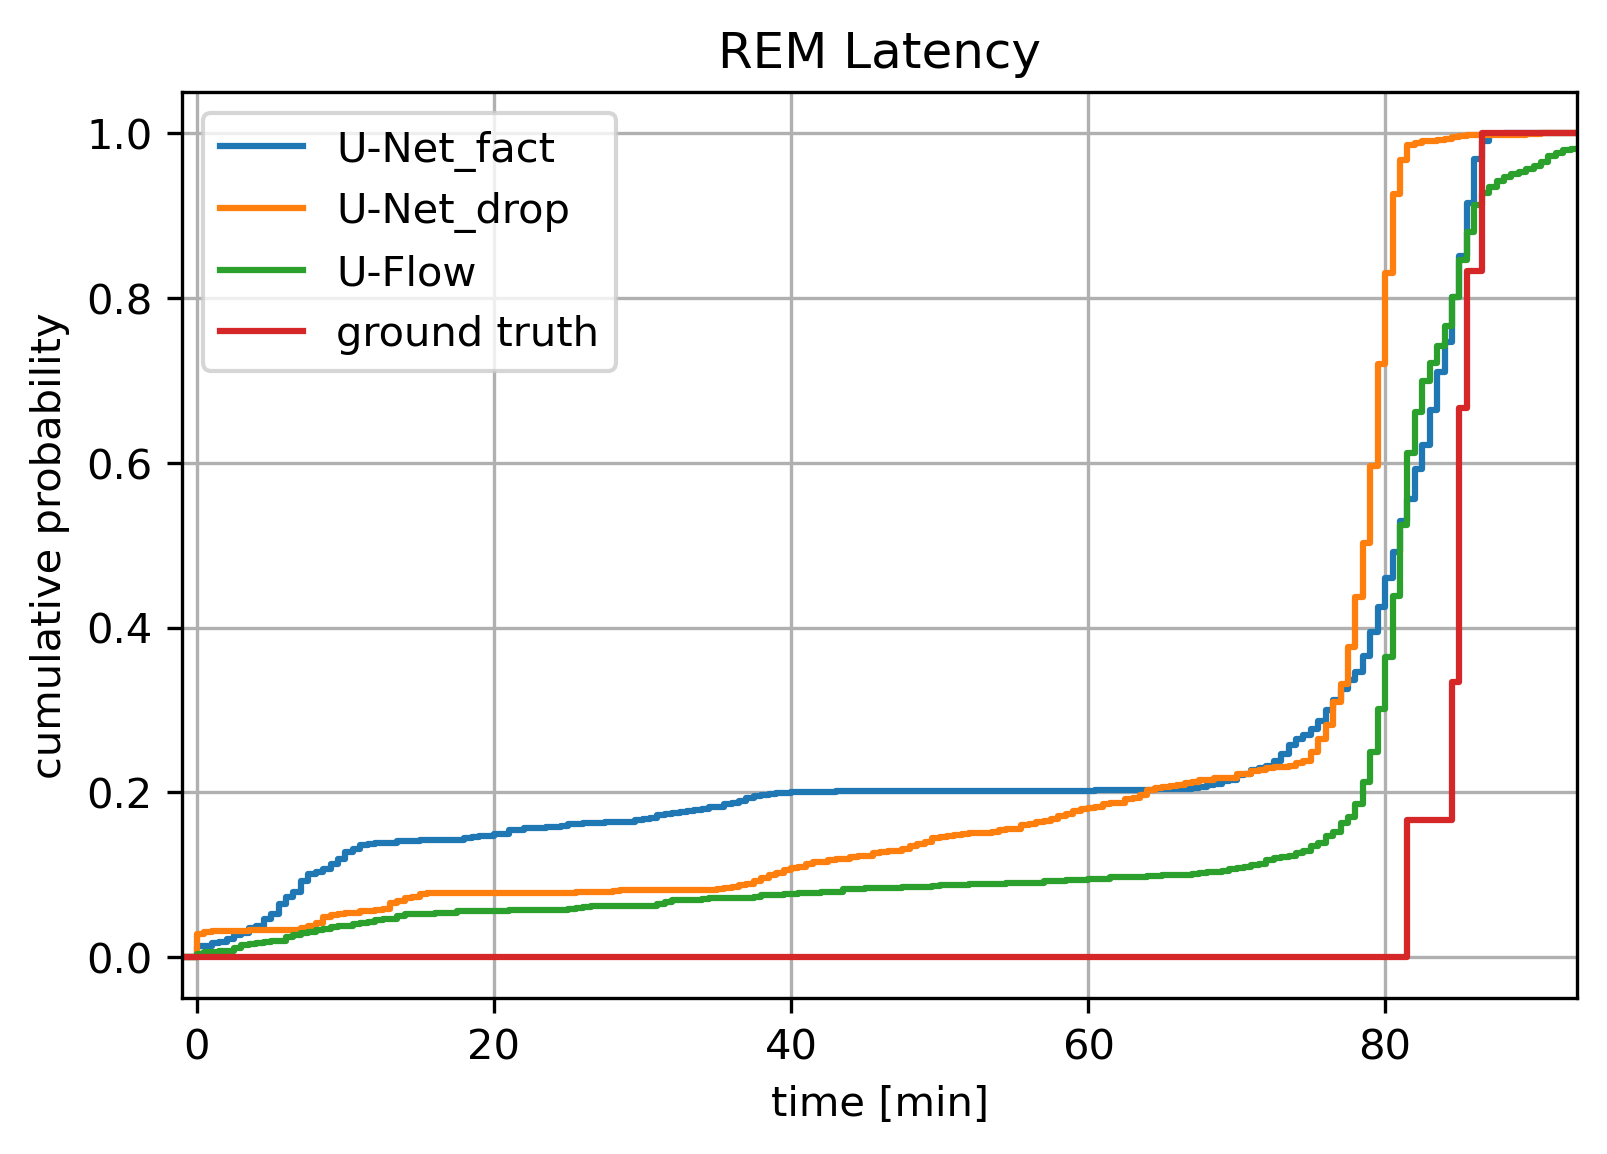 REM Latency
U-Net_fact
U-Net_drop
U-Flow
ground truth
cumulative probability
1.0
0.8
0.6
0.4
0.2
0.0
0 20 40 60 80
time [min]